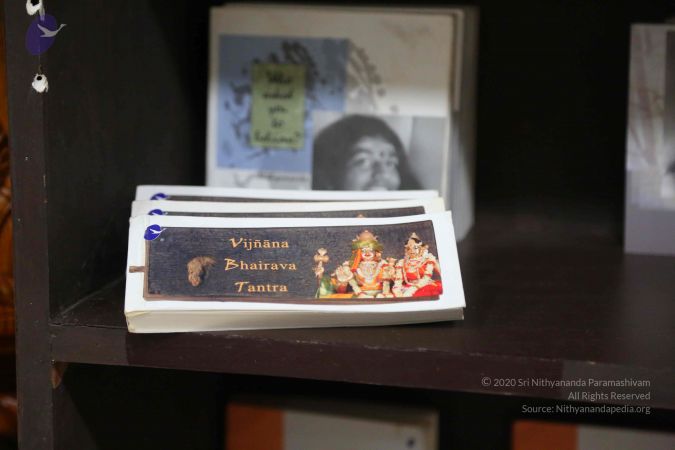 Who
asked
you
to
believe?
Vijñāna
Bhairava
Tantra
© 2020 Sri Nithyananda Paramashivam
All Rights Reserved
Source: Nithyanandapedia.org